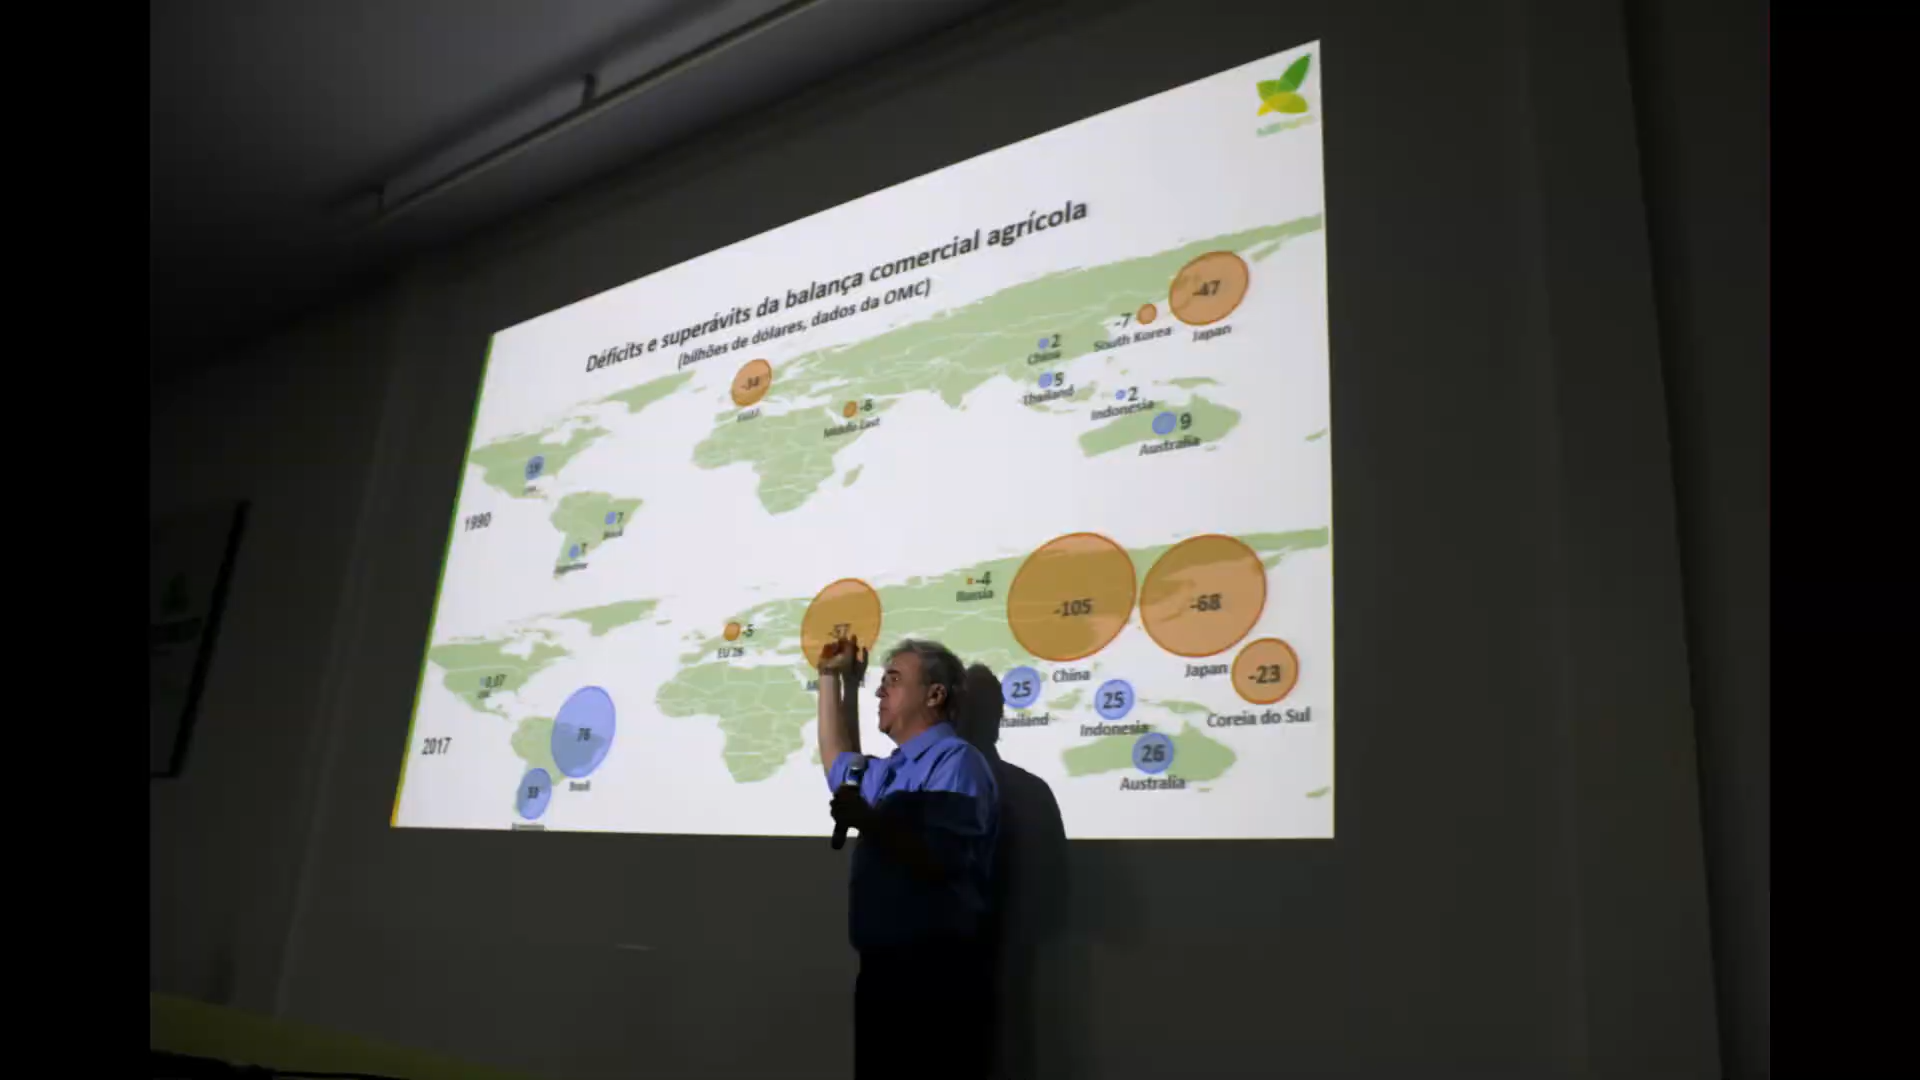 Déficits e superávits da balança comercial agrícola
(bilhões de dólares, dados da OMC)
-47
Japan
-7
South Korea
2
China
-34
5
Thailand
2
Indonesia
-6
Middle East
9
Australia
19
1990
7
Brasil
7
Argentina
-105
China
-68
Japan
-4
Russia
-57
-5
EU 28
-23
Coreia do Sul
25
hailand
25
Indonesia
0,07
26
Australia
2017
76
Brasil
33